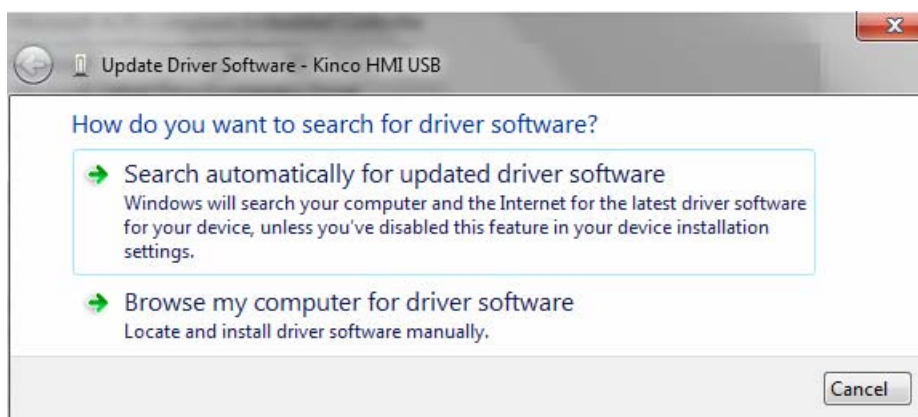 Update Driver Software - Kinco HMI USB
How do you want to search for driver software?
Search automatically for updated driver software
Windows will search your computer and the Internet for the latest driver software
for your device, unless you've disabled this feature in your device installation
settings.
Browse my computer for driver software
Locate and install driver software manually.
Cancel